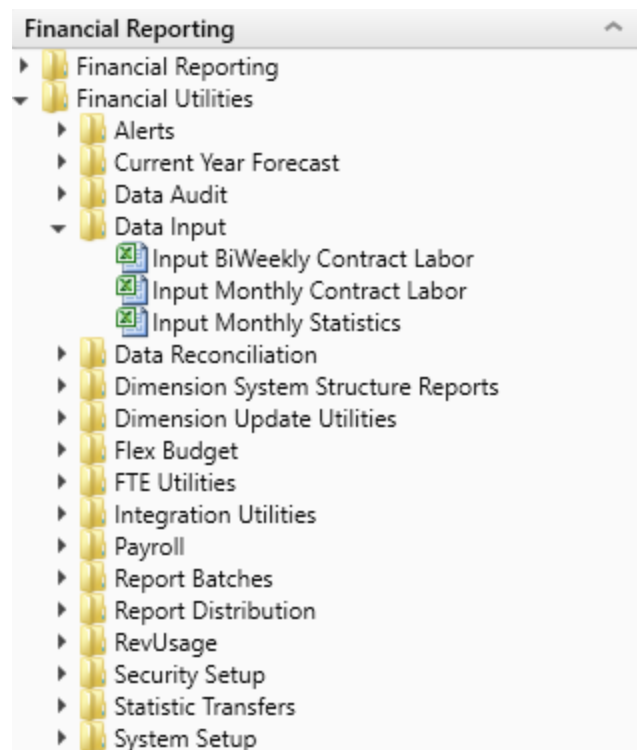 Financial Reporting
Financial Reporting
Financial Utilities
Alerts
Current Year Forecast
Data Audit
Data Input
Input BiWeekly Contract Labor
Input Monthly Contract Labor
Input Monthly Statistics
Data Reconciliation
Dimension System Structure Reports
Dimension Update Utilities
Flex Budget
FTE Utilities
Integration Utilities
Payroll
Report Batches
Report Distribution
RevUsage
Security Setup
Statistic Transfers
System Setup